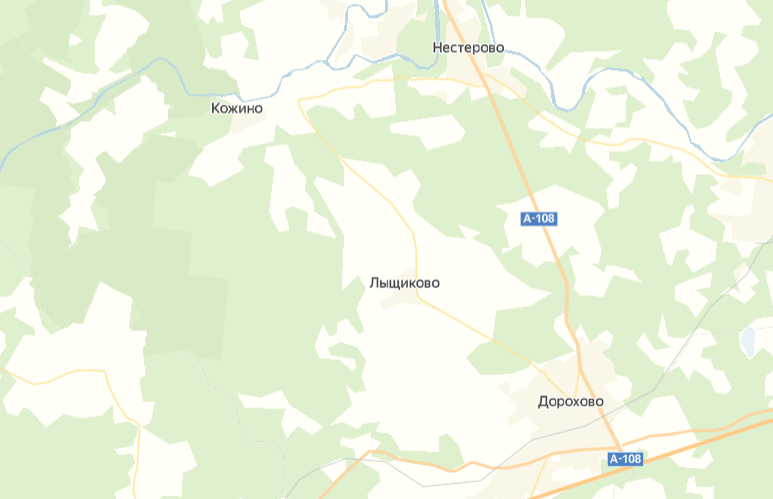 Нестерово
Кожино
А-108
Лыщиково
Дорохово
А-108